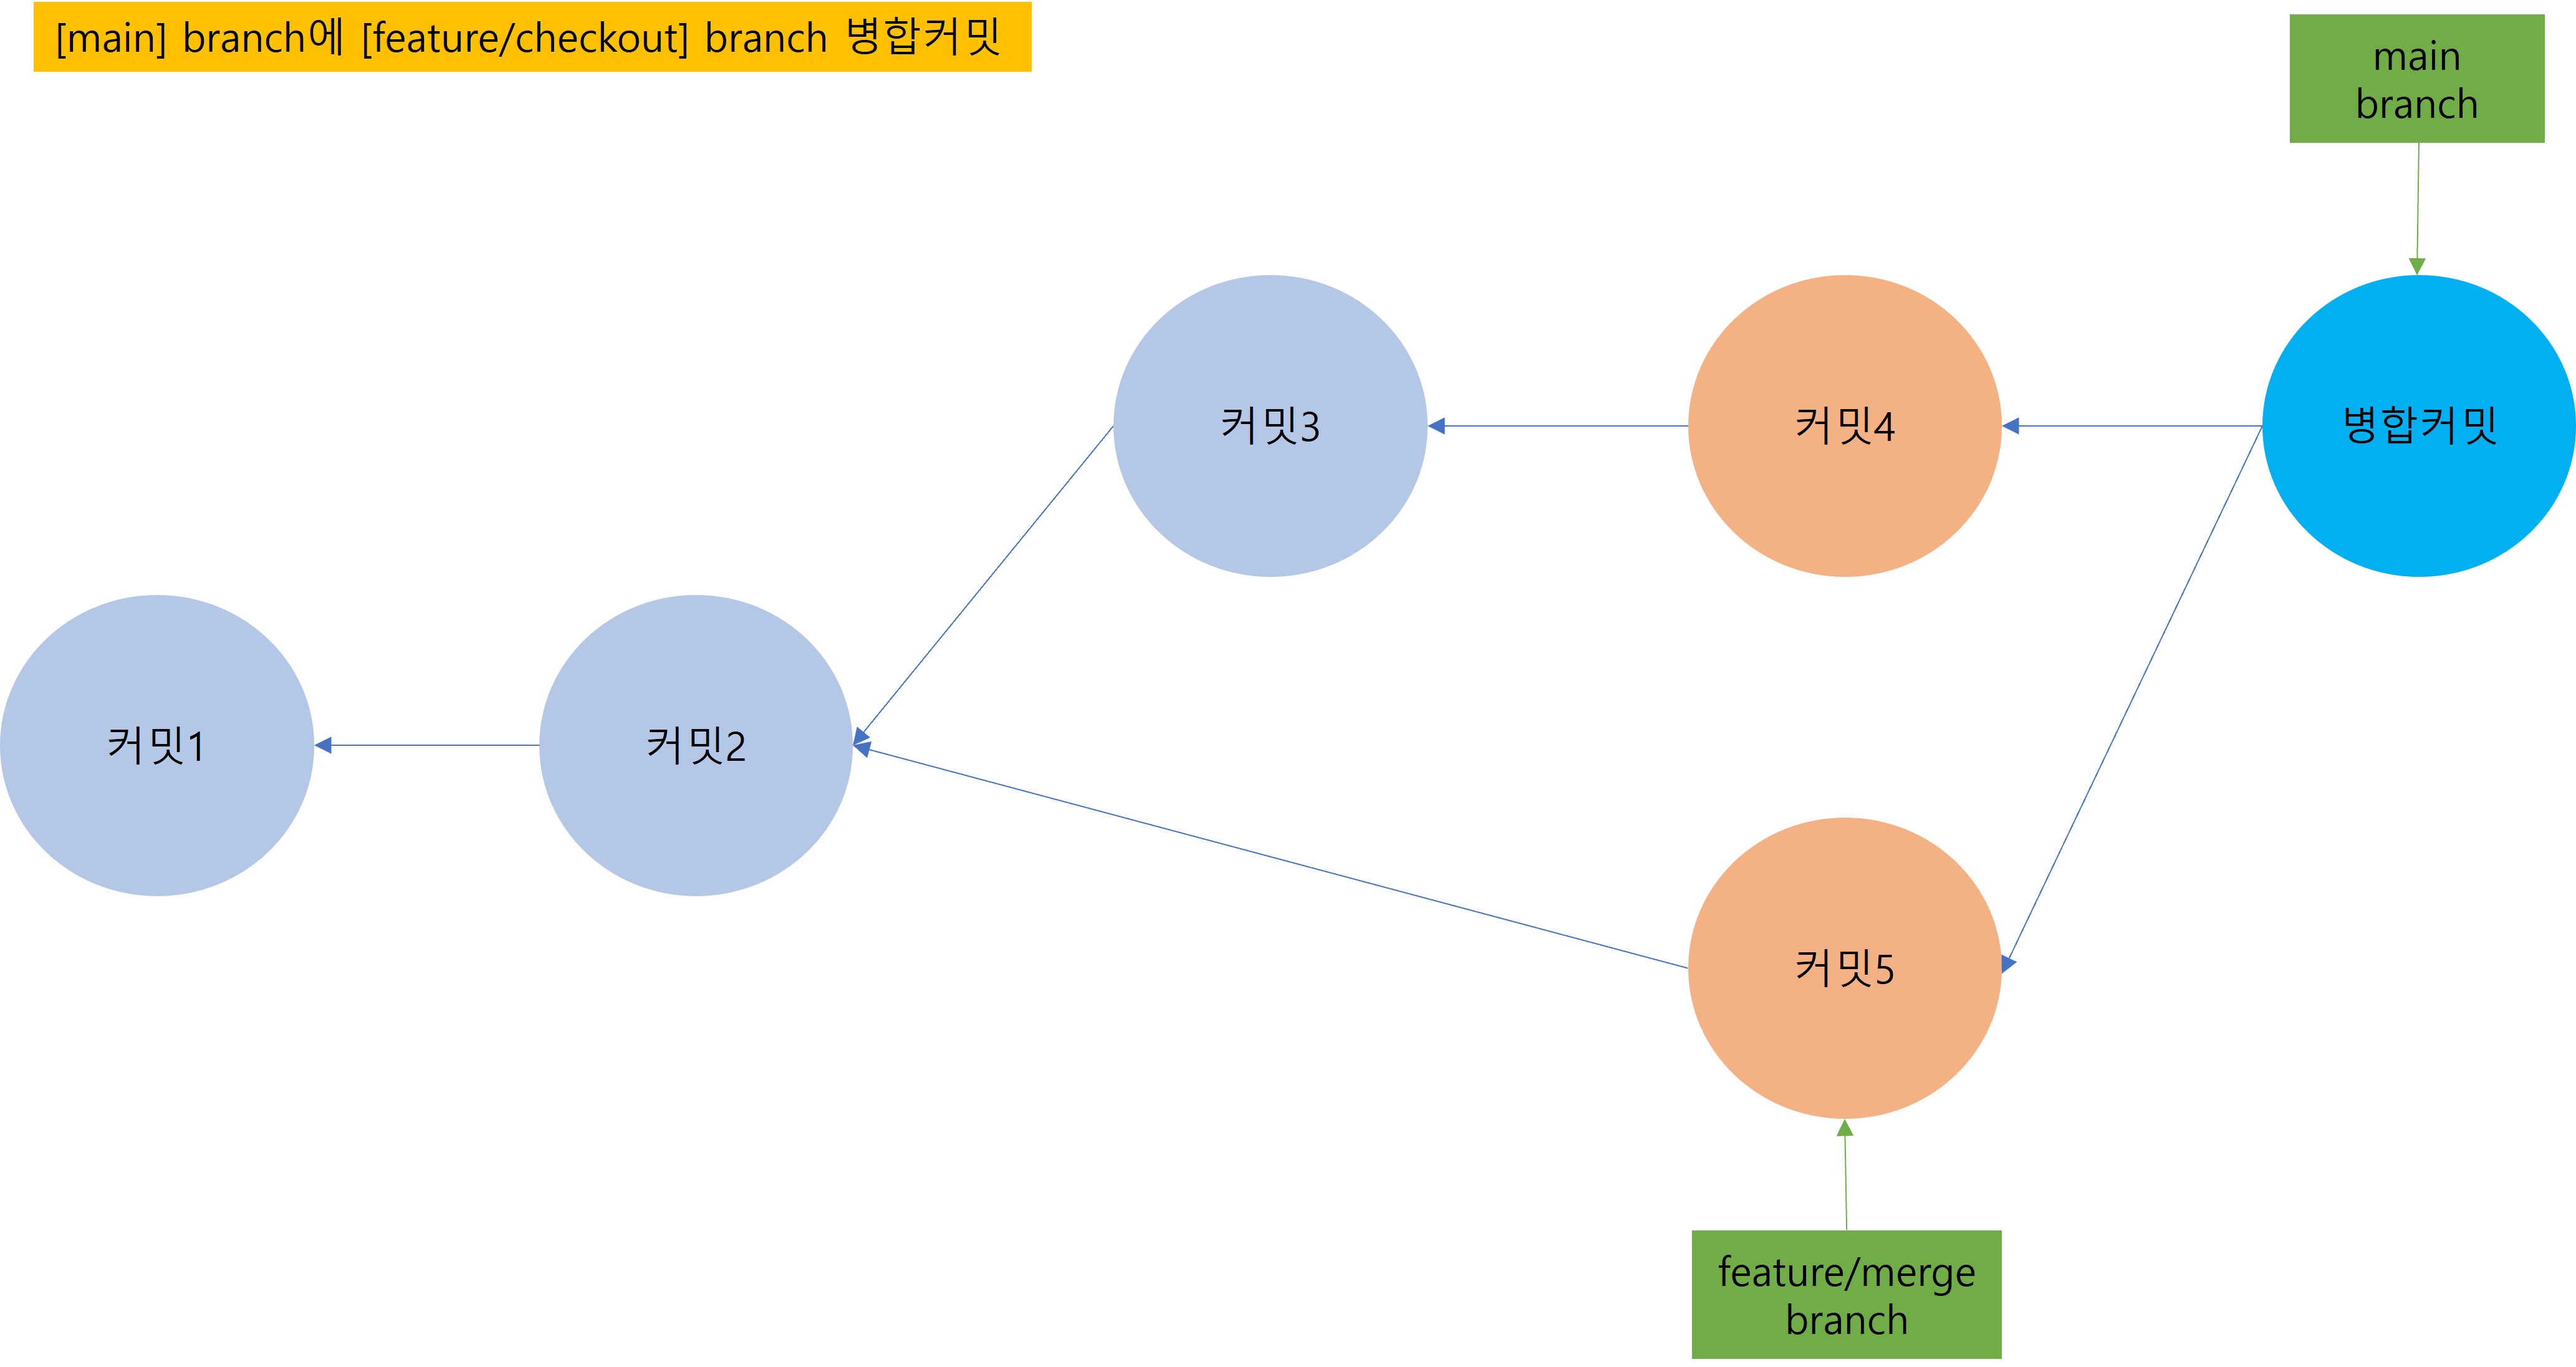 [main] branch에 [feature/checkout] branch 병합커밋
main
branch
커밋3
커밋4
병합커밋
커밋1
커밋2
커밋5
feature/merge
branch